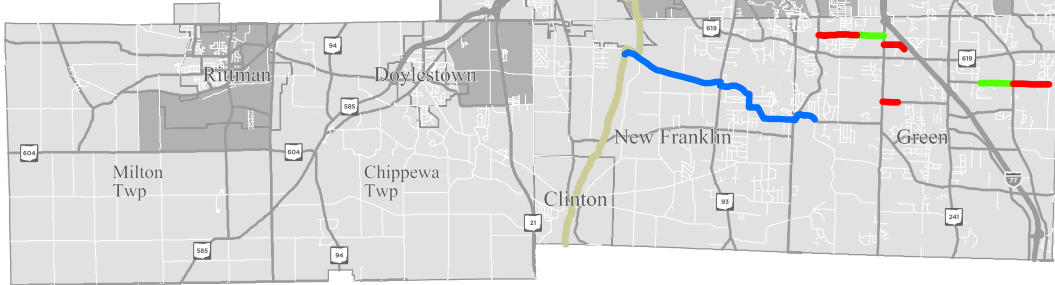 619
94
619
Rittman
Doylestown
585
604
604
New Franklin
Green
Milton
Twp
Chippewa
Twp
77
Clinton
93
21
241
585
94